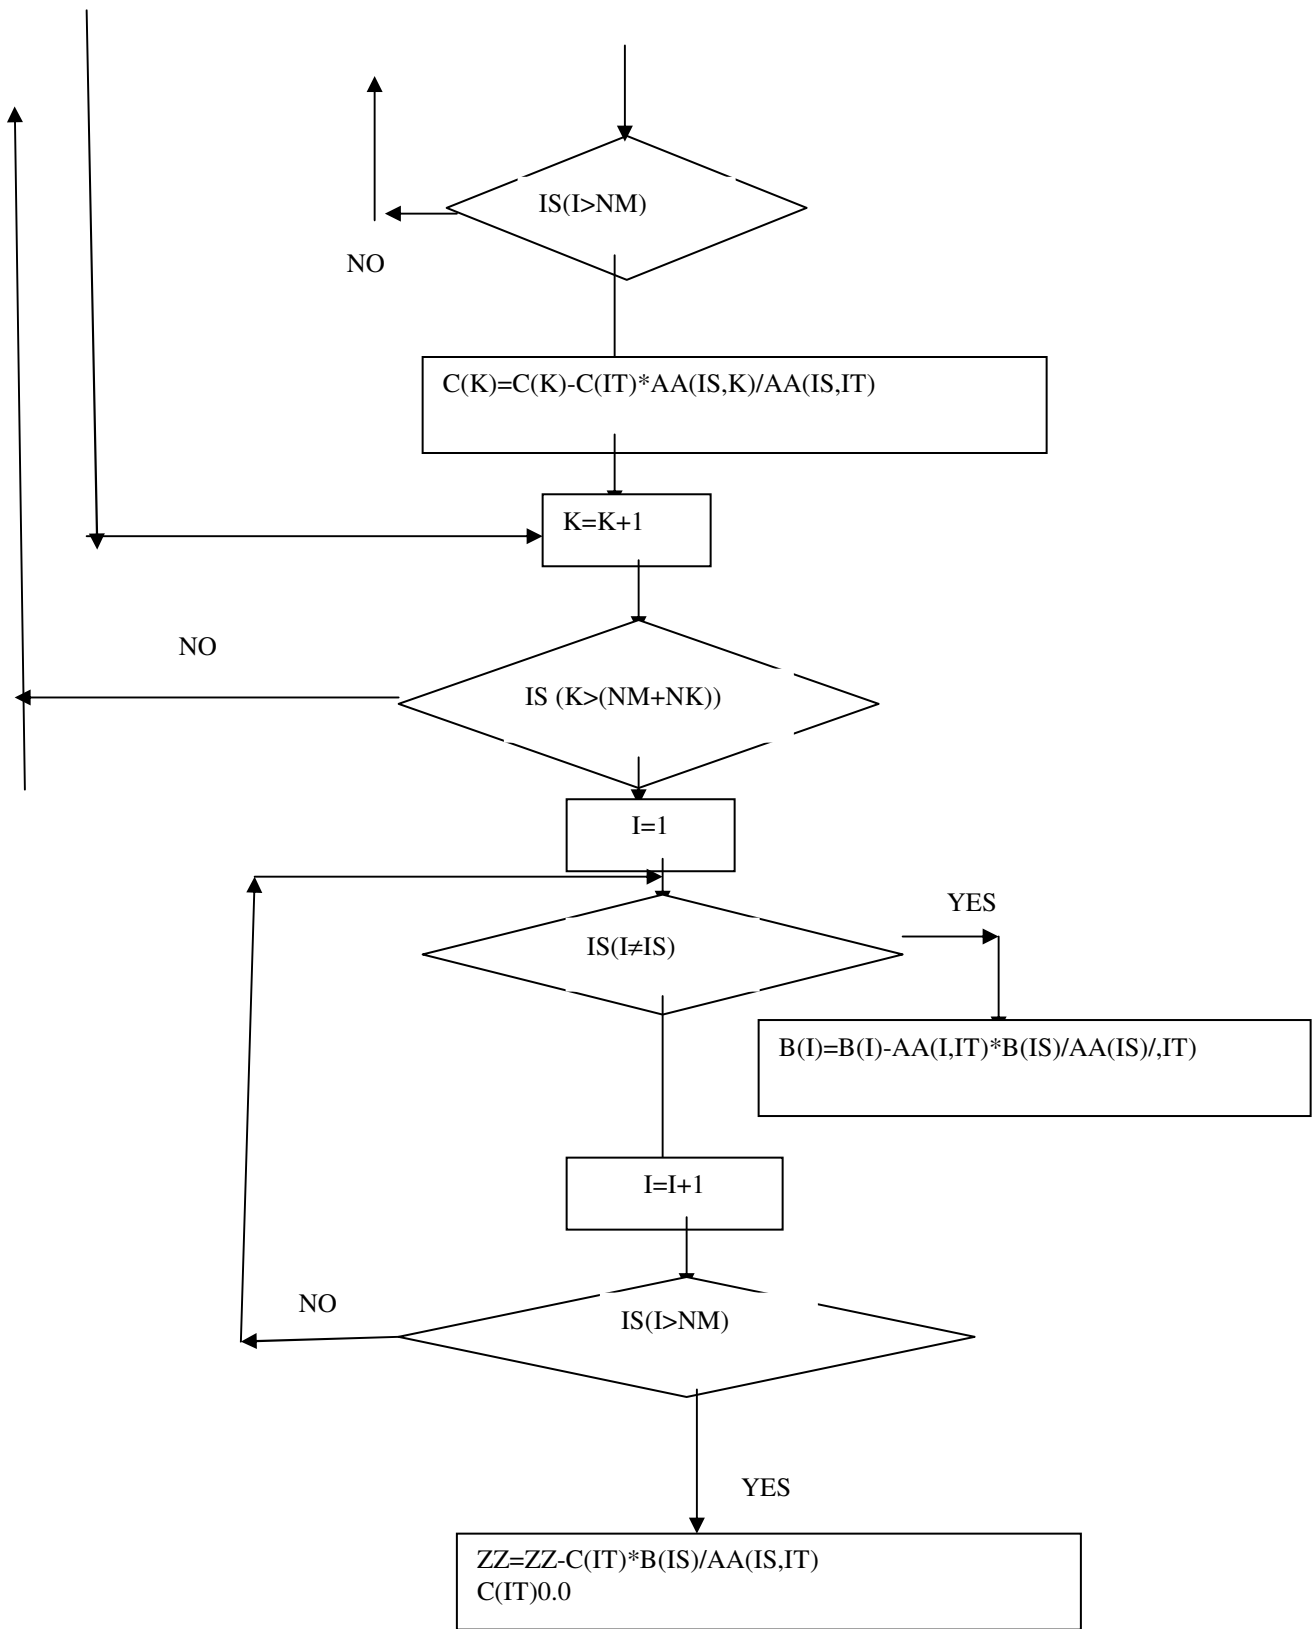 IS(I>NM)
NO
C(K)=C(K)-C(IT)*AA(IS,K)/AA(IS,IT)
K=K+1
NO
IS (K>(NM+NK))
I=1
YES
IS(I≠IS)
B(I)=B(I)-AA(I,IT)*B(IS)/AA(IS)/,IT)
I=I+1
NO
IS(I>NM)
YES
ZZ=ZZ-C(IT)*B(IS)/AA(IS,IT)
C(IT)0.0